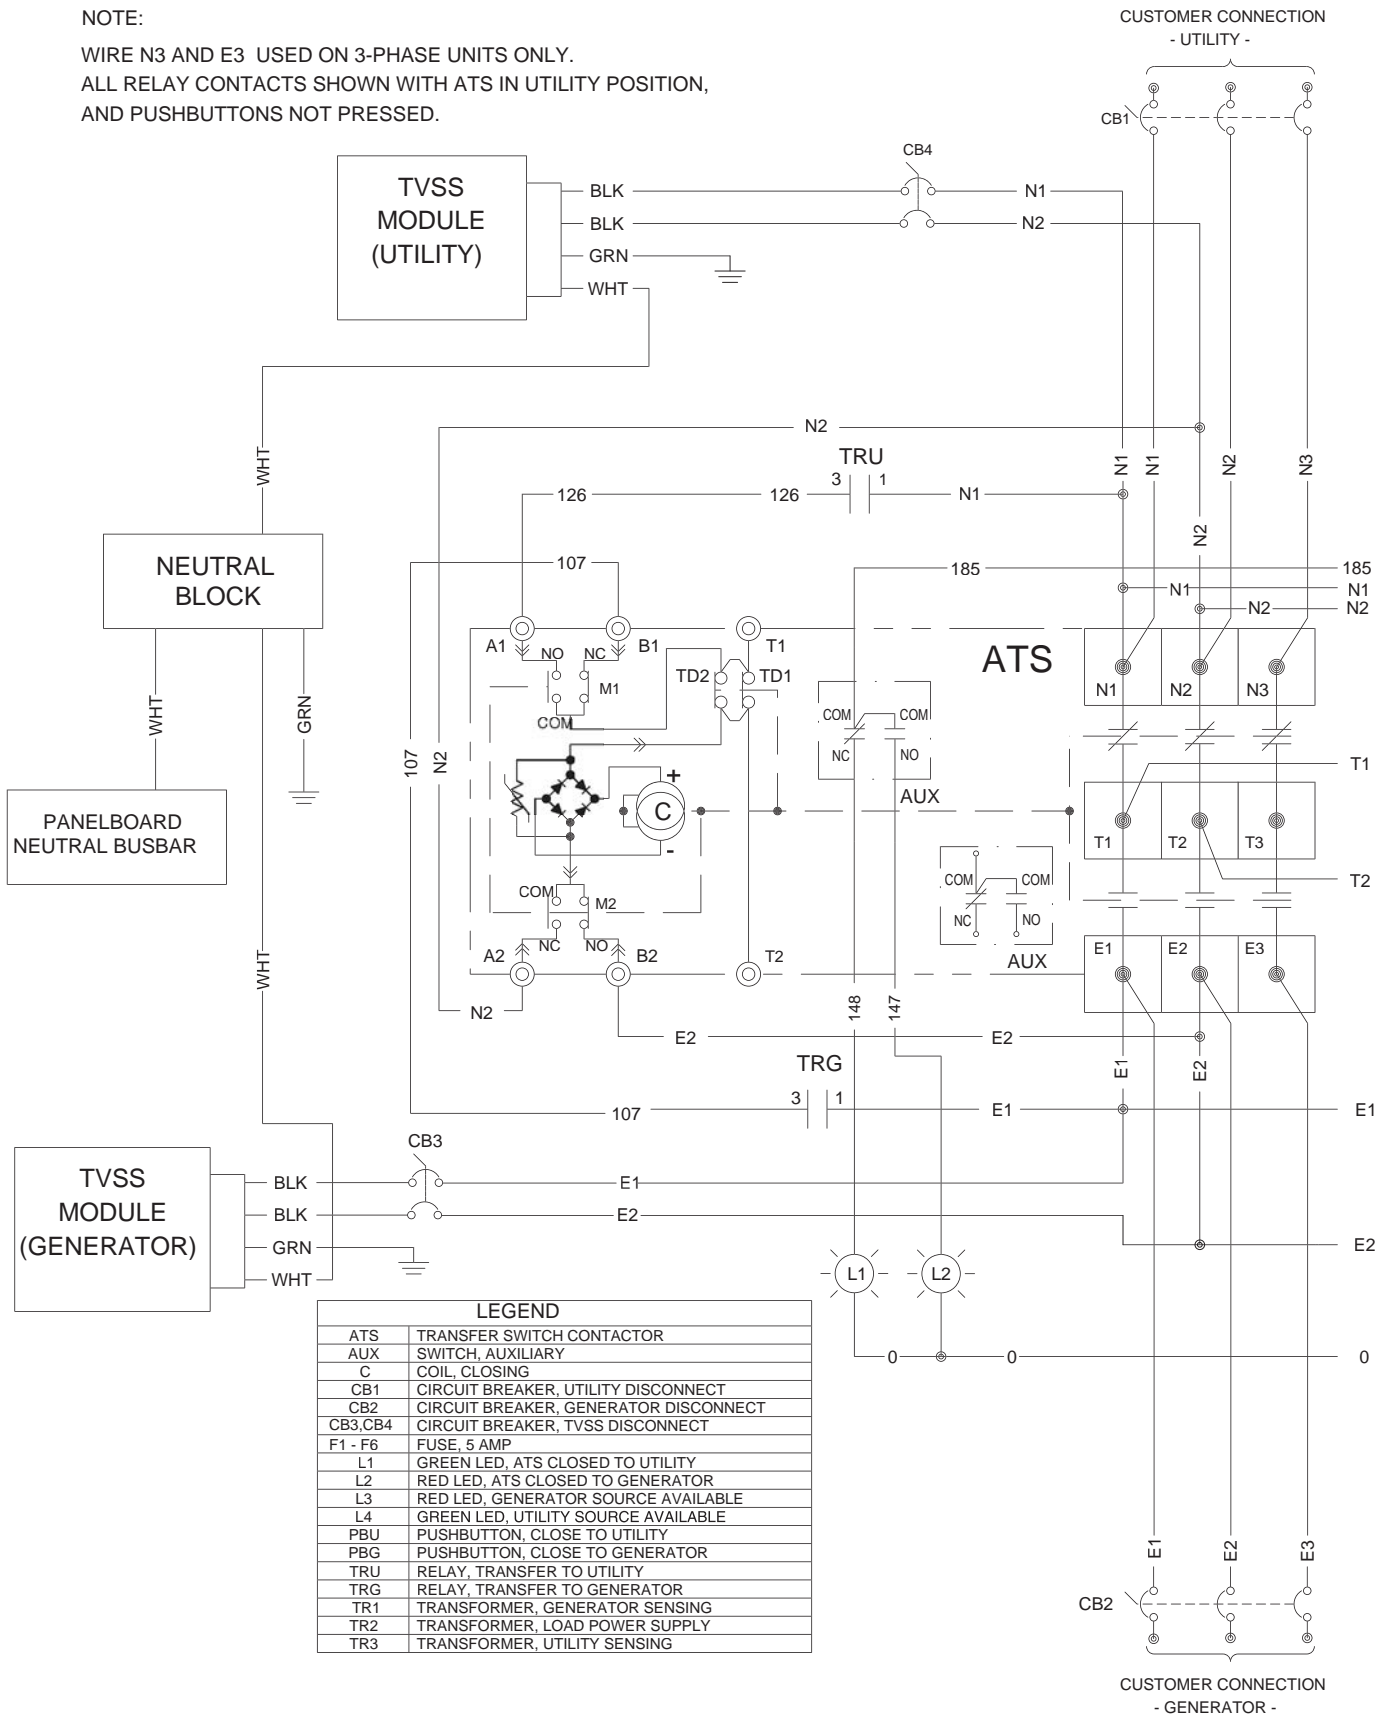 NOTE:
WIRE N3 AND E3 USED ON 3-PHASE UNITS ONLY.
ALL RELAY CONTACTS SHOWN WITH ATS IN UTILITY POSITION,
AND PUSHBUTTONS NOT PRESSED.
CUSTOMER CONNECTION
- UTILITY -
CB1
CB4
TVSS
MODULE
(UTILITY)
BLK
N1
BLK
N2
GRN
WHT
N2
WHT
TRU
3 1
126
126
N1
N1
N1
N2
N3
N2
NEUTRAL
BLOCK
107
185
185
N1
N1
N2
N2
A1
NO
NC
B1
T1
ATS
M1
TD2
TD1
COM
N1
N2
N3
WHT
GRN
107
N2
COM
COM
NC
NO
AUX
T1
+
C
-
PANELBOARD
NEUTRAL BUSBAR
T1
T2
T3
COM
COM
NC
NO
AUX
T2
COM
M2
NC
NO
A2
B2
T2
E1
E2
E3
WHT
N2
148
147
E2
E2
E1
E2
TRG
3 1
107
E1
E1
CB3
TVSS
MODULE
(GENERATOR)
BLK
E1
BLK
E2
GRN
WHT
E2
L1
L2
0
0
0
LEGEND
ATS TRANSFER SWITCH CONTACTOR
AUX SWITCH, AUXILIARY
C COIL, CLOSING
CB1 CIRCUIT BREAKER, UTILITY DISCONNECT
CB2 CIRCUIT BREAKER, GENERATOR DISCONNECT
CB3,CB4 CIRCUIT BREAKER, TVSS DISCONNECT
F1 - F6 FUSE, 5 AMP
L1 GREEN LED, ATS CLOSED TO UTILITY
L2 RED LED, ATS CLOSED TO GENERATOR
L3 RED LED, GENERATOR SOURCE AVAILABLE
L4 GREEN LED, UTILITY SOURCE AVAILABLE
PBU PUSHBUTTON, CLOSE TO UTILITY
PBG PUSHBUTTON, CLOSE TO GENERATOR
TRU RELAY, TRANSFER TO UTILITY
TRG RELAY, TRANSFER TO GENERATOR
TR1 TRANSFORMER, GENERATOR SENSING
TR2 TRANSFORMER, LOAD POWER SUPPLY
TR3 TRANSFORMER, UTILITY SENSING
E1
E2
E3
CB2
CUSTOMER CONNECTION
- GENERATOR -